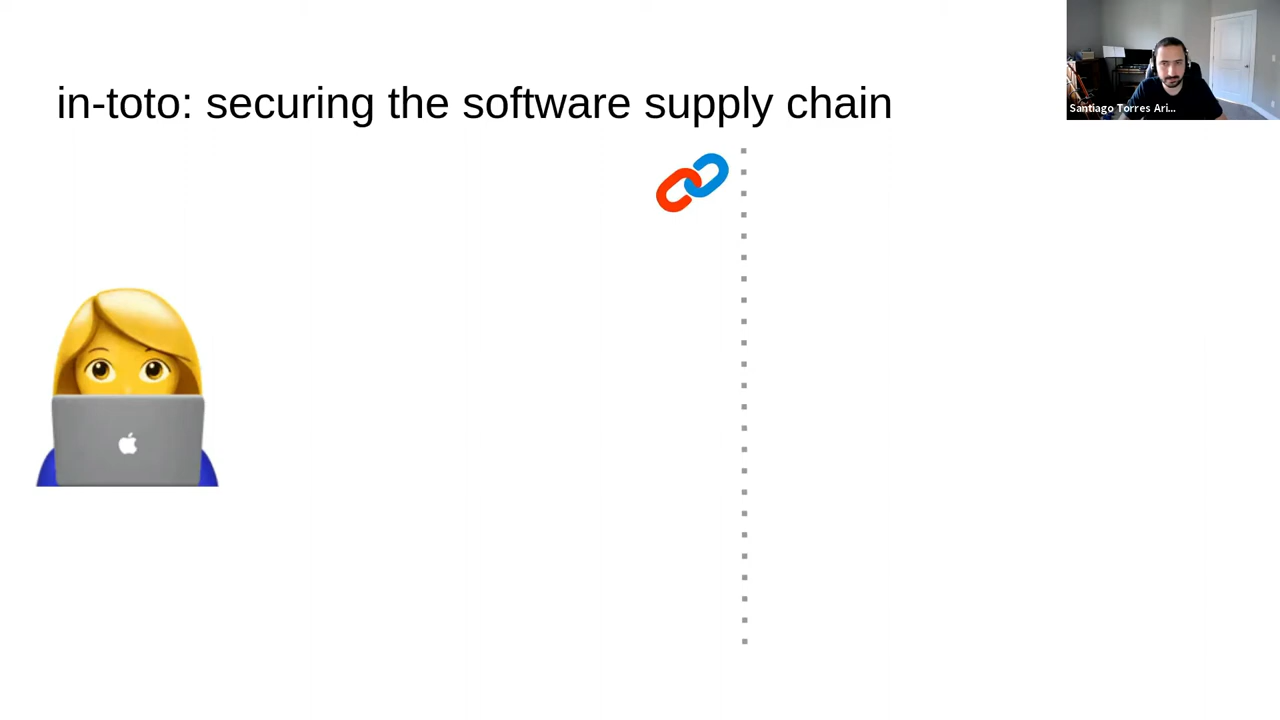 in-toto: securing the software supply chain
Santiago Torres Ari...